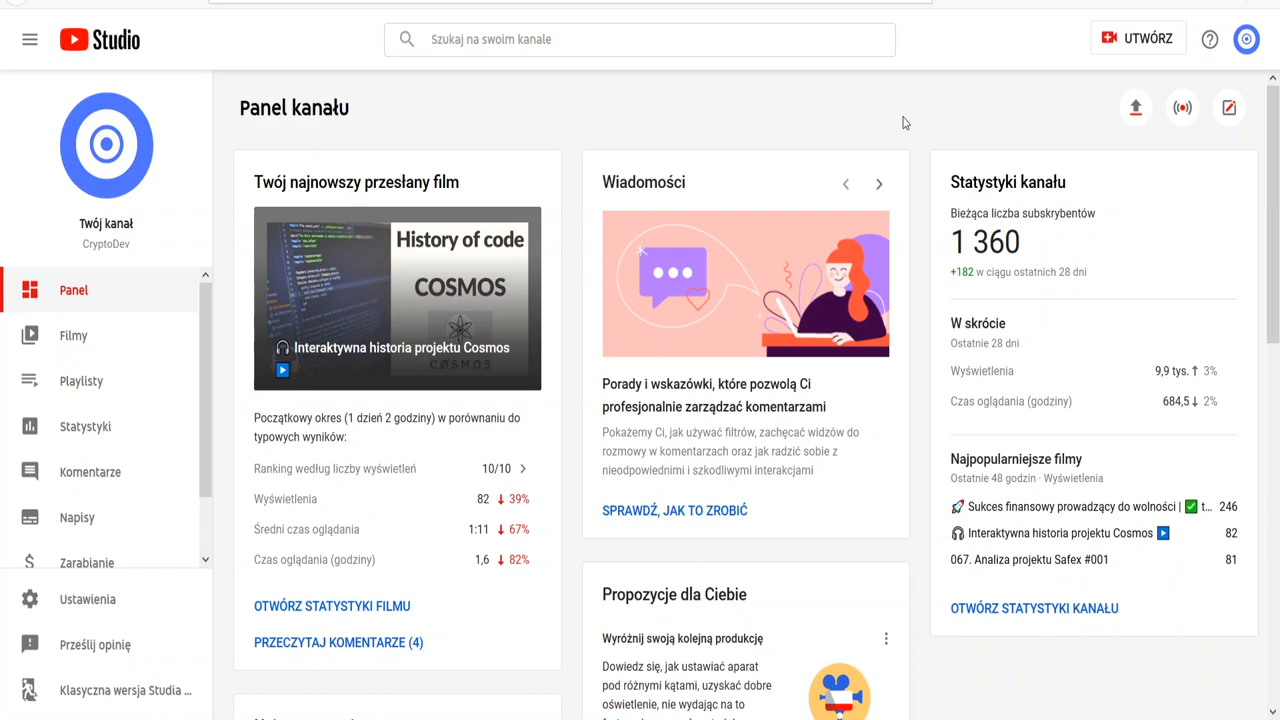 Studio
Szukaj na swoim kanale
UTWÓRZ
Twój kanał
CryptoDev
Panel
Filmy
Playlisty
Statystyki
Komentarze
Napisy
Zarabianie
Ustawienia
Prześlij opinię
Klasyczna wersja Studia ...
Panel kanału
Twój najnowszy przesłany film
History of code
COSMOS
🎧 Interaktywna historia projektu Cosmos
▶️
COSMOS
Początkowy okres (1 dzień 2 godziny) w porównaniu do
typowych wyników:
Ranking według liczby wyświetleń 10/10
Wyświetlenia 82 ↓ 39%
Średni czas oglądania 1:11 ↓ 67%
Czas oglądania (godziny) 1,6 ↓ 82%
OTWÓRZ STATYSTYKI FILMU
PRZECZYTAJ KOMENTARZE (4)
Wiadomości
Porady i wskazówki, które pozwolą Ci
profesjonalnie zarządzać komentarzami
Pokażemy Ci, jak używać filtrów, zachęcać widzów do
rozmowy w komentarzach oraz jak radzić sobie z
nieodpowiednimi i szkodliwymi interakcjami
SPRAWDŹ, JAK TO ZROBIĆ
Propozycje dla Ciebie
Wyróżnij swoją kolejną produkcję
Dowiedz się, jak ustawiać aparat
pod różnymi kątami, uzyskać dobre
oświetlenie, nie wydając na to
Statystyki kanału
Bieżąca liczba subskrybentów
1 360
+182 w ciągu ostatnich 28 dni
W skrócie
Ostatnie 28 dni
Wyświetlenia 9,9 tys. ↑ 3%
Czas oglądania (godziny) 684,5 ↓ 2%
Najpopularniejsze filmy
Ostatnie 48 godzin · Wyświetlenia
🚀 Sukces finansowy prowadzący do wolności | ✅ t... 246
🎧 Interaktywna historia projektu Cosmos ▶️ 82
067. Analiza projektu Safex #001 81
OTWÓRZ STATYSTYKI KANAŁU